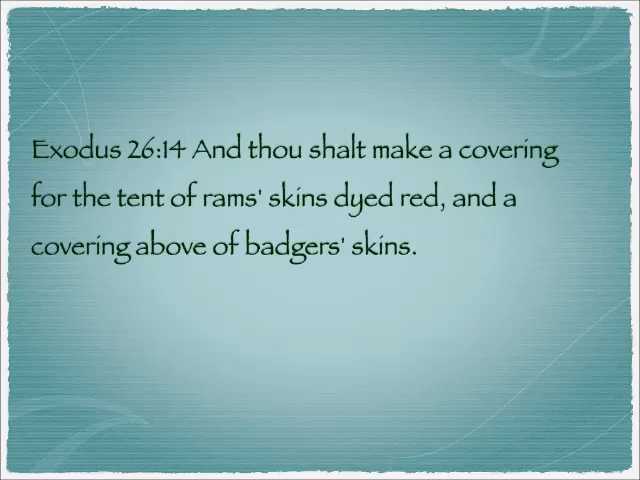 Exodus 26:14 And thou shalt make a covering
for the tent of rams' skins dyed red, and a
covering above of badgers' skins.